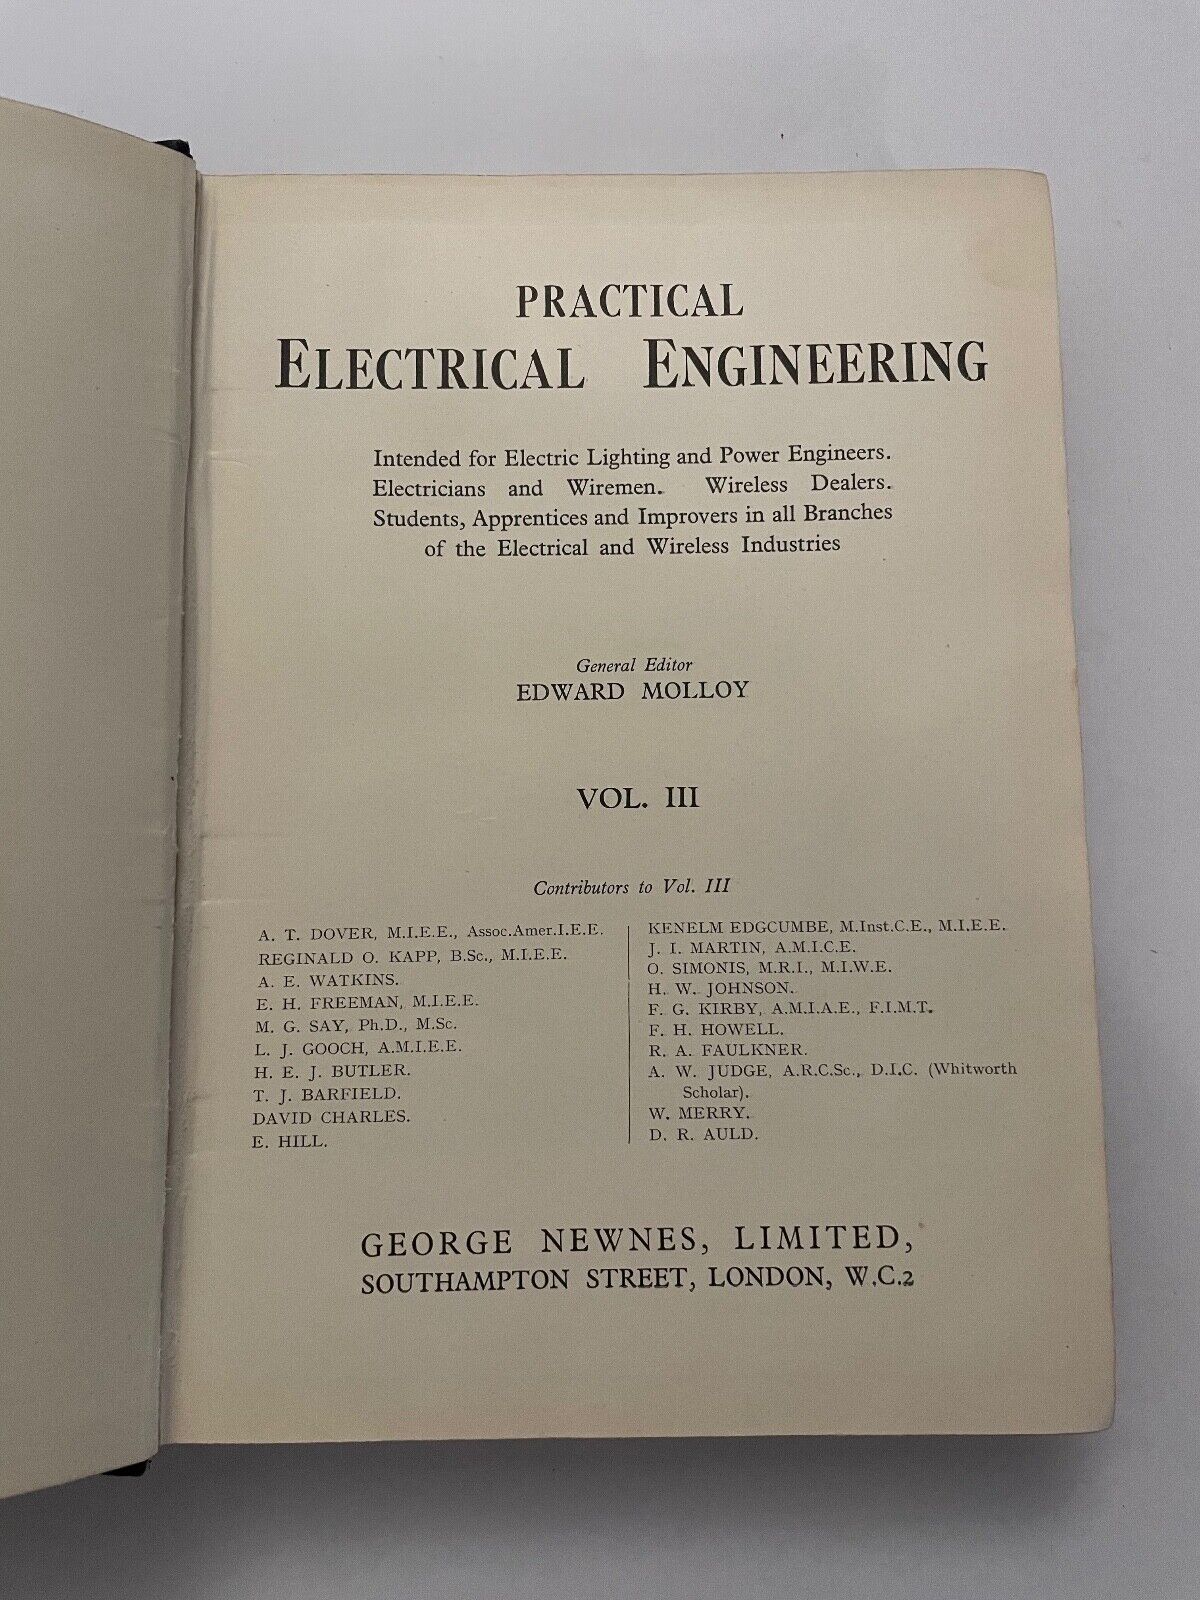 PRACTICAL
ELECTRICAL ENGINEERING
Intended for Electric Lighting and Power Engineers.
Electricians and Wiremen. Wireless Dealers.
Students, Apprentices and Improvers in all Branches
of the Electrical and Wireless Industries
General Editor
EDWARD MOLLOY
VOL. III
Contributors to Vol. III
A. T. DOVER, M.I.E.E., Assoc.Amer.I.E.E.
REGINALD O. KAPP, B.Sc., M.I.E.E.
A. E. WATKINS.
E. H. FREEMAN, M.I.E.E.
M. G. SAY, Ph.D., M.Sc.
L. J. GOOCH, A.M.I.E.E.
H. E. J. BUTLER.
T. J. BARFIELD.
DAVID CHARLES.
E. HILL.
KENELM EDGCUMBE, M.Inst.C.E., M.I.E.E.
J. I. MARTIN, A.M.I.C.E.
O. SIMONIS, M.R.I., M.I.W.E.
H. W. JOHNSON.
F. G. KIRBY, A.M.I.A.E., F.I.M.T.
F. H. HOWELL.
R. A. FAULKNER.
A. W. JUDGE, A.R.C.Sc., D.I.C. (Whitworth
Scholar).
W. MERRY.
D. R. AULD.
GEORGE NEWNES, LIMITED,
SOUTHAMPTON STREET, LONDON, W.C.2